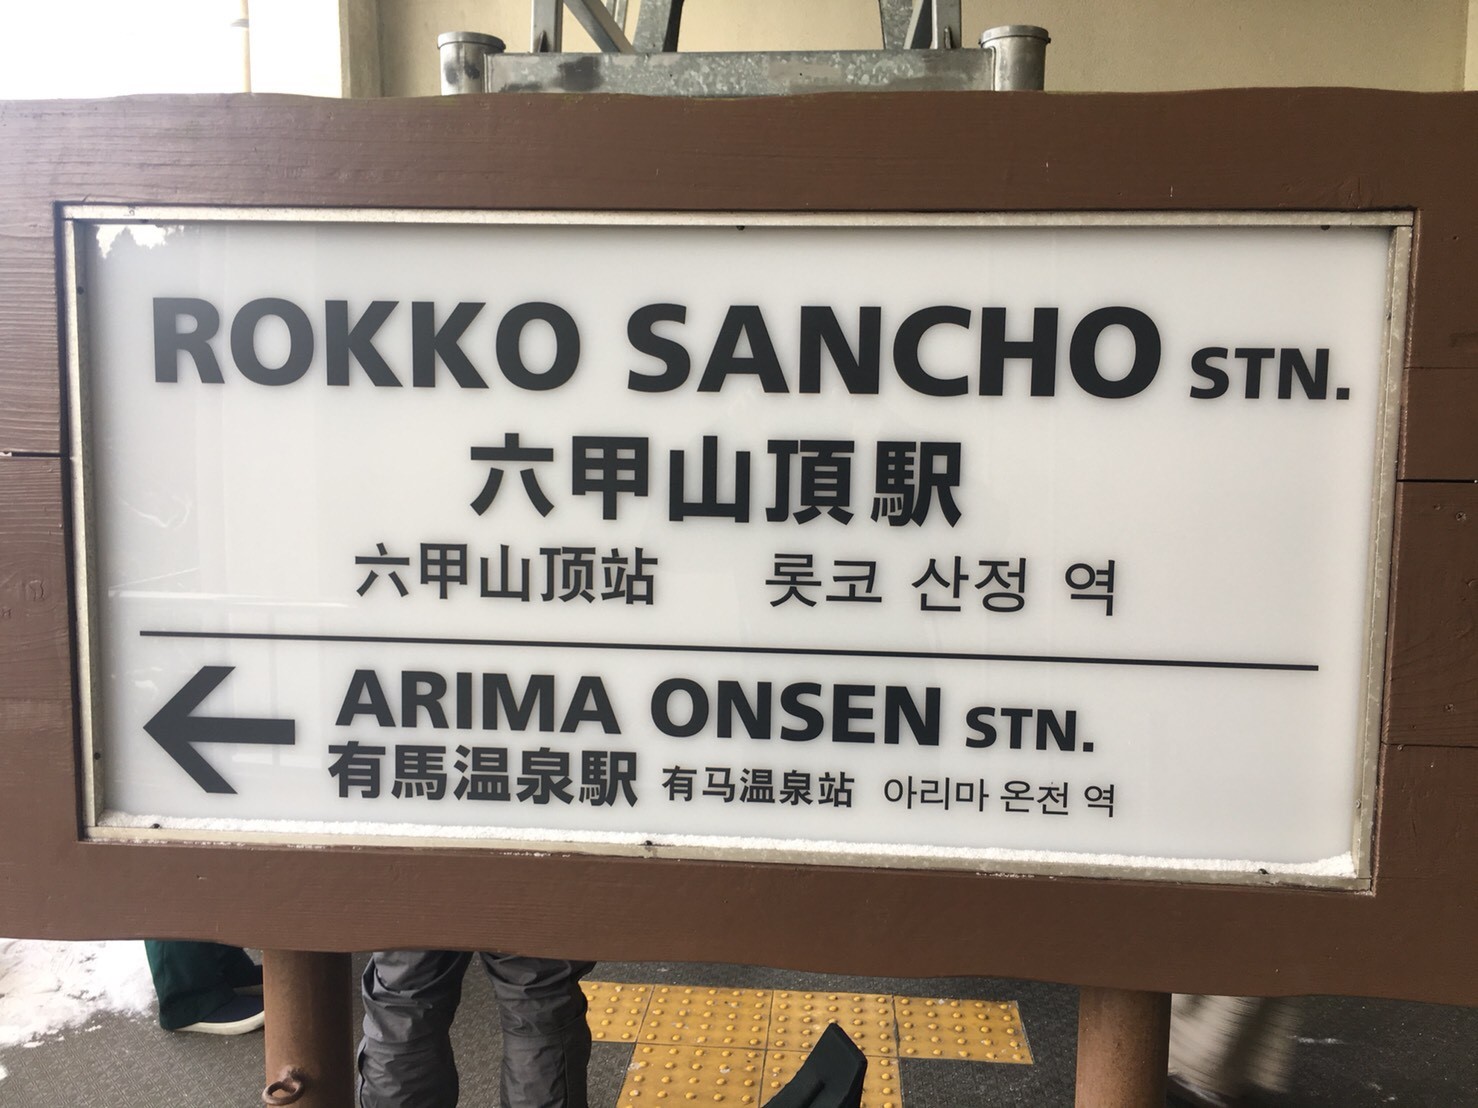 ROKKO SANCHO STN.
六甲山頂駅
六甲山顶站 롯코 산정 역
ARIMA ONSEN STN.
有馬温泉駅 有马温泉站 아리마 온천 역